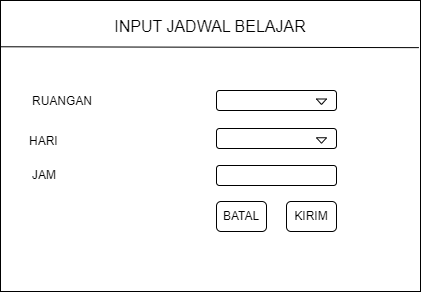 INPUT JADWAL BELAJAR
RUANGAN
HARI
JAM
BATAL
KIRIM